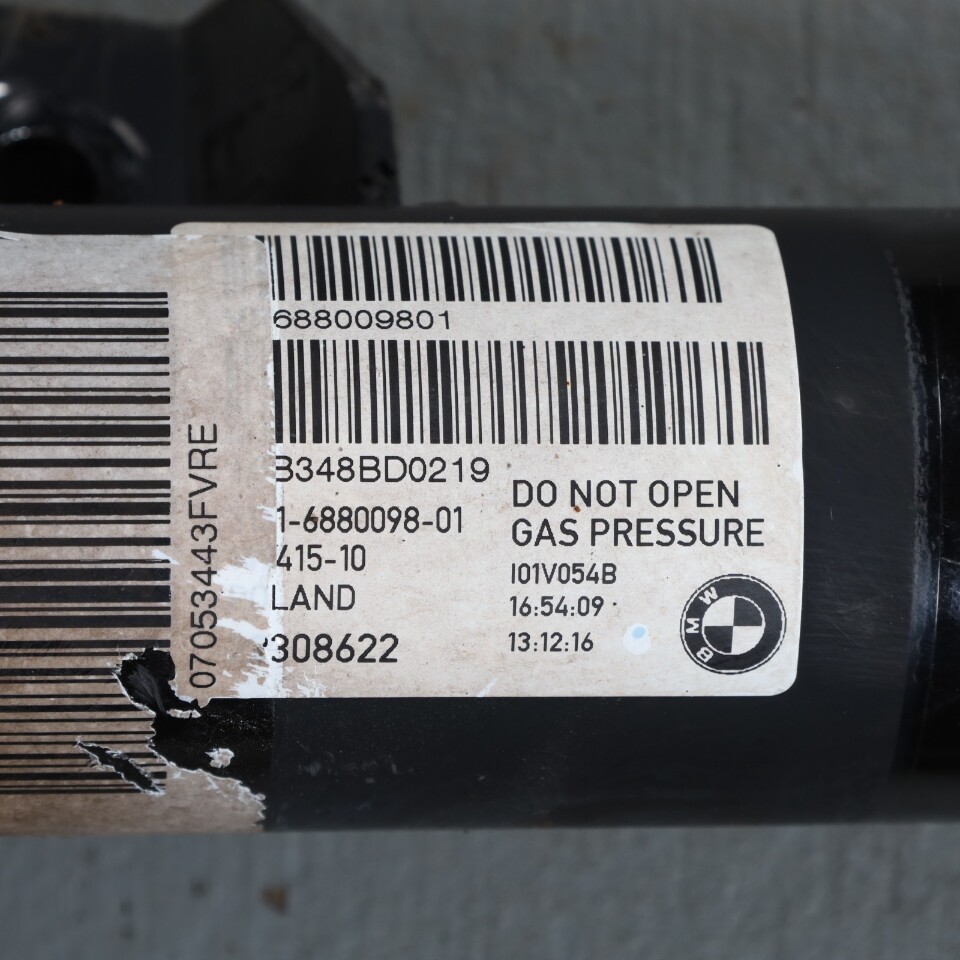 688009801
B348BD0219
1-6880098-01
415-10
LAND
308622
DO NOT OPEN
GAS PRESSURE
I01V054B
16:54:09
13:12:16
BMW
07053443FVRE